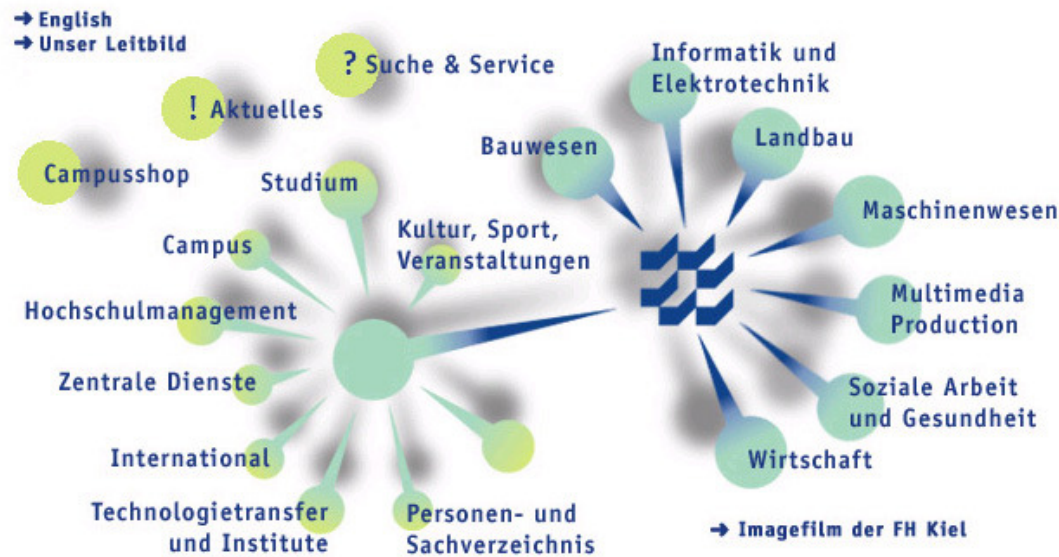 ➔ English
➔ Unser Leitbild
? Suche & Service
! Aktuelles
Campusshop
Studium
Campus
Kultur, Sport,
Veranstaltungen
Hochschulmanagement
Zentrale Dienste
International
Technologietransfer
und Institute
Personen- und
Sachverzeichnis
Informatik und
Elektrotechnik
Bauwesen
Landbau
Maschinenwesen
Multimedia
Production
Soziale Arbeit
und Gesundheit
Wirtschaft
➔ Imagefilm der FH Kiel